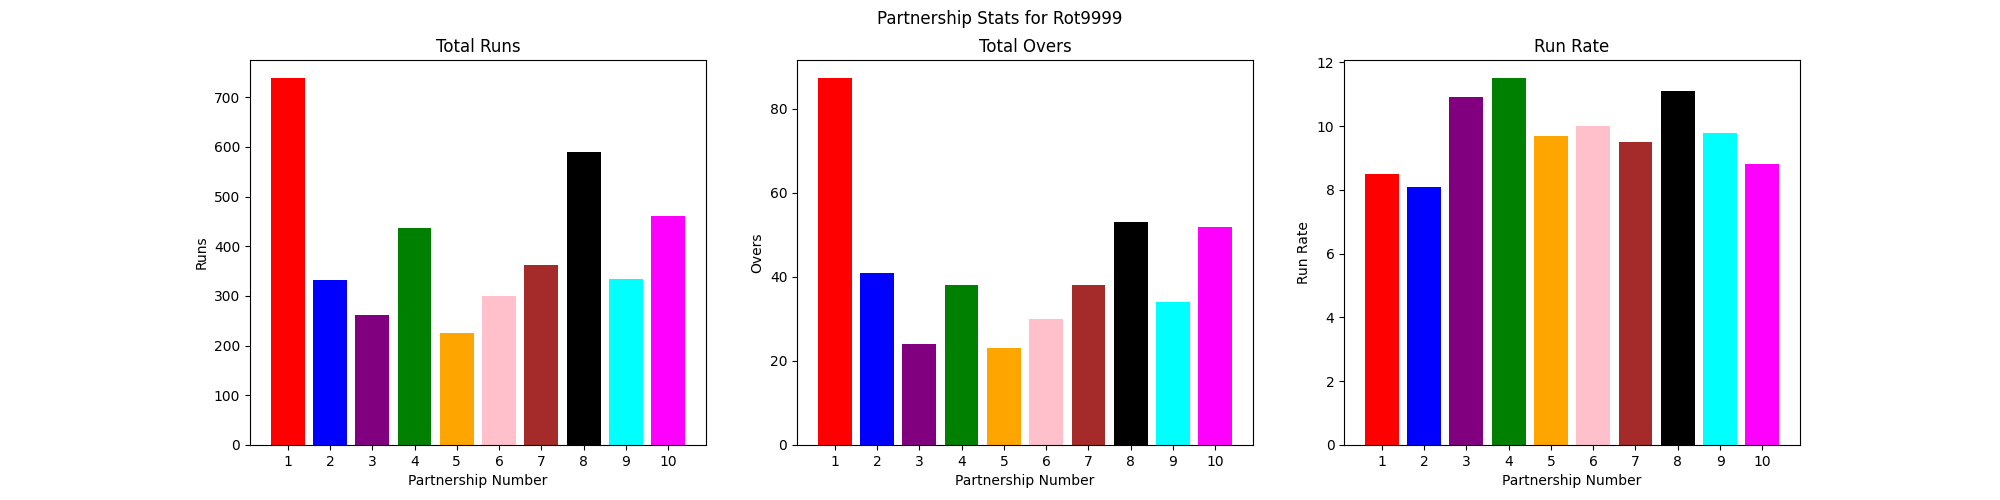 Partnership Stats for Rot9999
Total Runs
Runs
700
600
500
400
300
200
100
0
1 2 3 4 5 6 7 8 9 10
Partnership Number
Total Overs
Overs
80
60
40
20
0
1 2 3 4 5 6 7 8 9 10
Partnership Number
Run Rate
Run Rate
12
10
8
6
4
2
0
1 2 3 4 5 6 7 8 9 10
Partnership Number